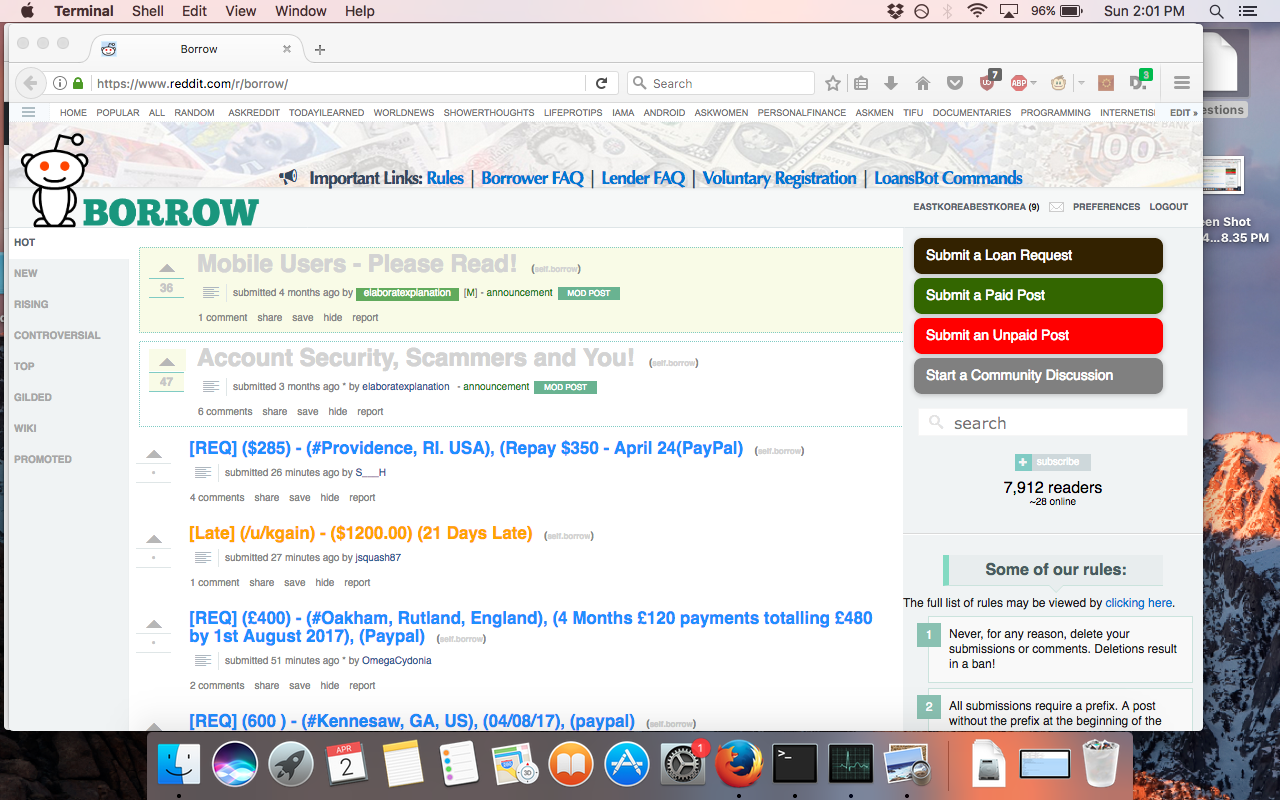 Terminal Shell Edit View Window Help 96% Sun 2:01 PM
Borrow
https://www.reddit.com/r/borrow/ Search 7 ABP 3
HOME POPULAR ALL RANDOM ASKREDDIT TODAYILEARNED WORLDNEWS SHOWERTHOUGHTS LIFEPROTIPS IAMA ANDROID ASKWOMEN PERSONALFINANCE ASKMEN TIFU DOCUMENTARIES PROGRAMMING INTERNETIS EDIT »
Important Links: Rules | Borrower FAQ | Lender FAQ | Voluntary Registration | LoansBot Commands
100
BORROW
EASTKOREABESTKOREA (9) PREFERENCES LOGOUT
HOT
NEW
RISING
CONTROVERSIAL
TOP
GILDED
WIKI
PROMOTED
Mobile Users - Please Read! (self.borrow)
36
submitted 4 months ago by elaboratexplanation [M] - announcement MOD POST
1 comment share save hide report
Account Security, Scammers and You! (self.borrow)
47
submitted 3 months ago * by elaboratexplanation - announcement MOD POST
6 comments share save hide report
[REQ] ($285) - (#Providence, RI. USA), (Repay $350 - April 24(PayPal) (self.borrow)
submitted 26 minutes ago by S___H
4 comments share save hide report
[Late] (/u/kgain) - ($1200.00) (21 Days Late) (self.borrow)
submitted 27 minutes ago by jsquash87
1 comment share save hide report
[REQ] (£400) - (#Oakham, Rutland, England), (4 Months £120 payments totalling £480
by 1st August 2017), (Paypal) (self.borrow)
submitted 51 minutes ago * by OmegaCydonia
2 comments share save hide report
[REQ] (600 ) - (#Kennesaw, GA, US), (04/08/17), (paypal) (self.borrow)
Submit a Loan Request
Submit a Paid Post
Submit an Unpaid Post
Start a Community Discussion
search
subscribe
7,912 readers
~28 online
Some of our rules:
The full list of rules may be viewed by clicking here.
1 Never, for any reason, delete your
submissions or comments. Deletions result
in a ban!
2 All submissions require a prefix. A post
without the prefix at the beginning of the
estions
een Shot
4...8.35 PM
APR
2
3D
1
>_